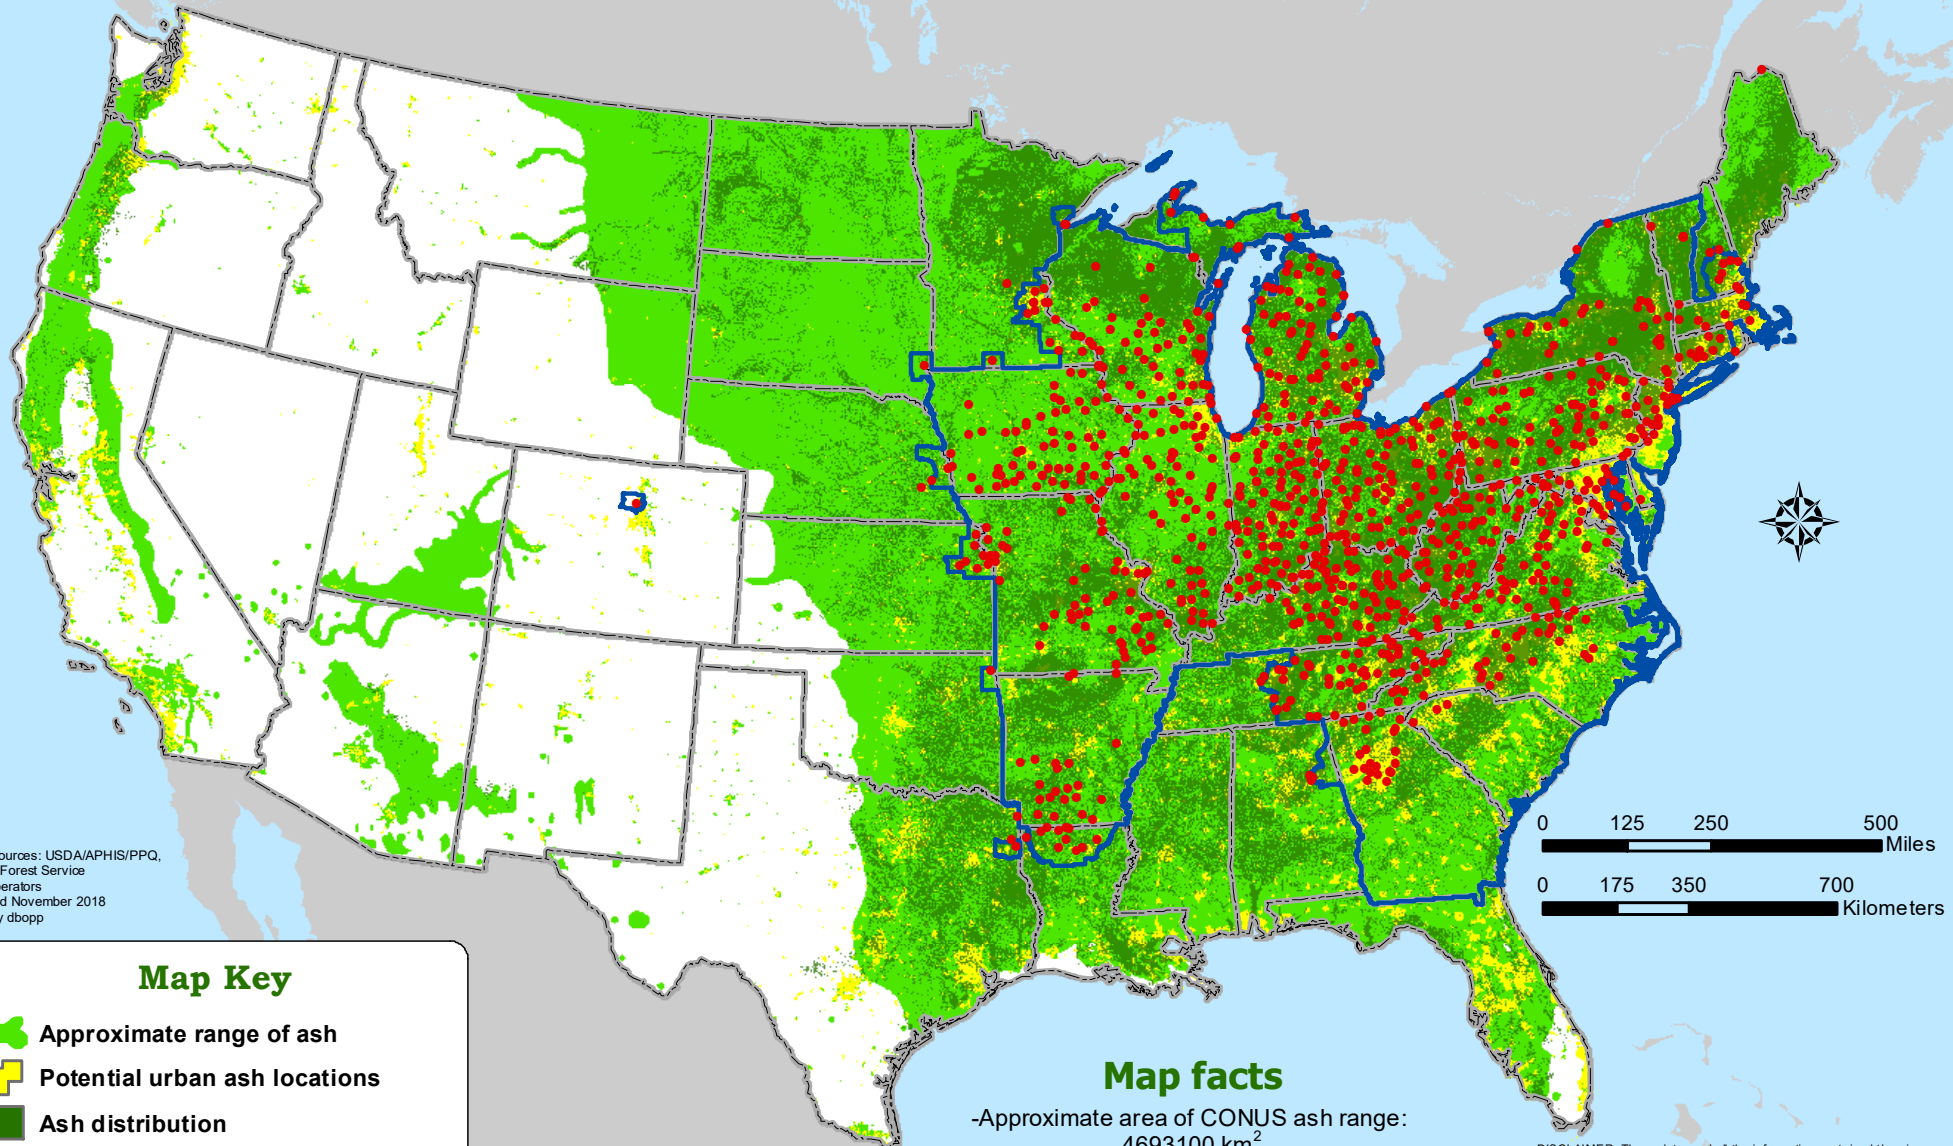 0 125 250 500
Miles
0 175 350 700
Kilometers
ources: USDA/APHIS/PPQ,
Forest Service
erators
d November 2018
y dbopp
Map Key
Approximate range of ash
Potential urban ash locations
Ash distribution
Map facts
-Approximate area of CONUS ash range:
4693100 km²